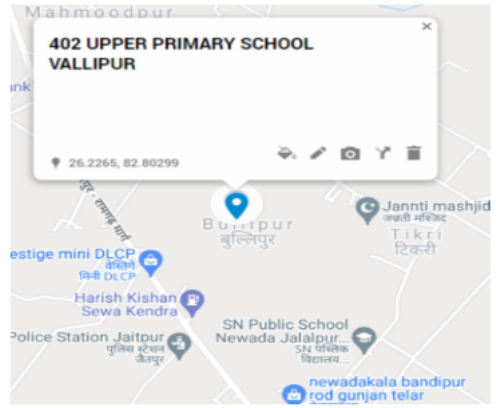 Mahmoodpur
402 UPPER PRIMARY SCHOOL
VALLIPUR
26.2265, 82.80299
रामगढ़ मार्ग
Jannti mashjid
जन्नती मस्जिद
बुल्लिपुर
Tikri
टिकरी
estige mini DLCP
मिनी DLCP
Harish Kishan
Sewa Kendra
Police Station Jaitpur
पुलिस स्टेशन
जैतपुर
SN Public School
Newada Jalalpur...
SN पब्लिक
विद्यालय...
newadakala bandipur
rod gunjan telar